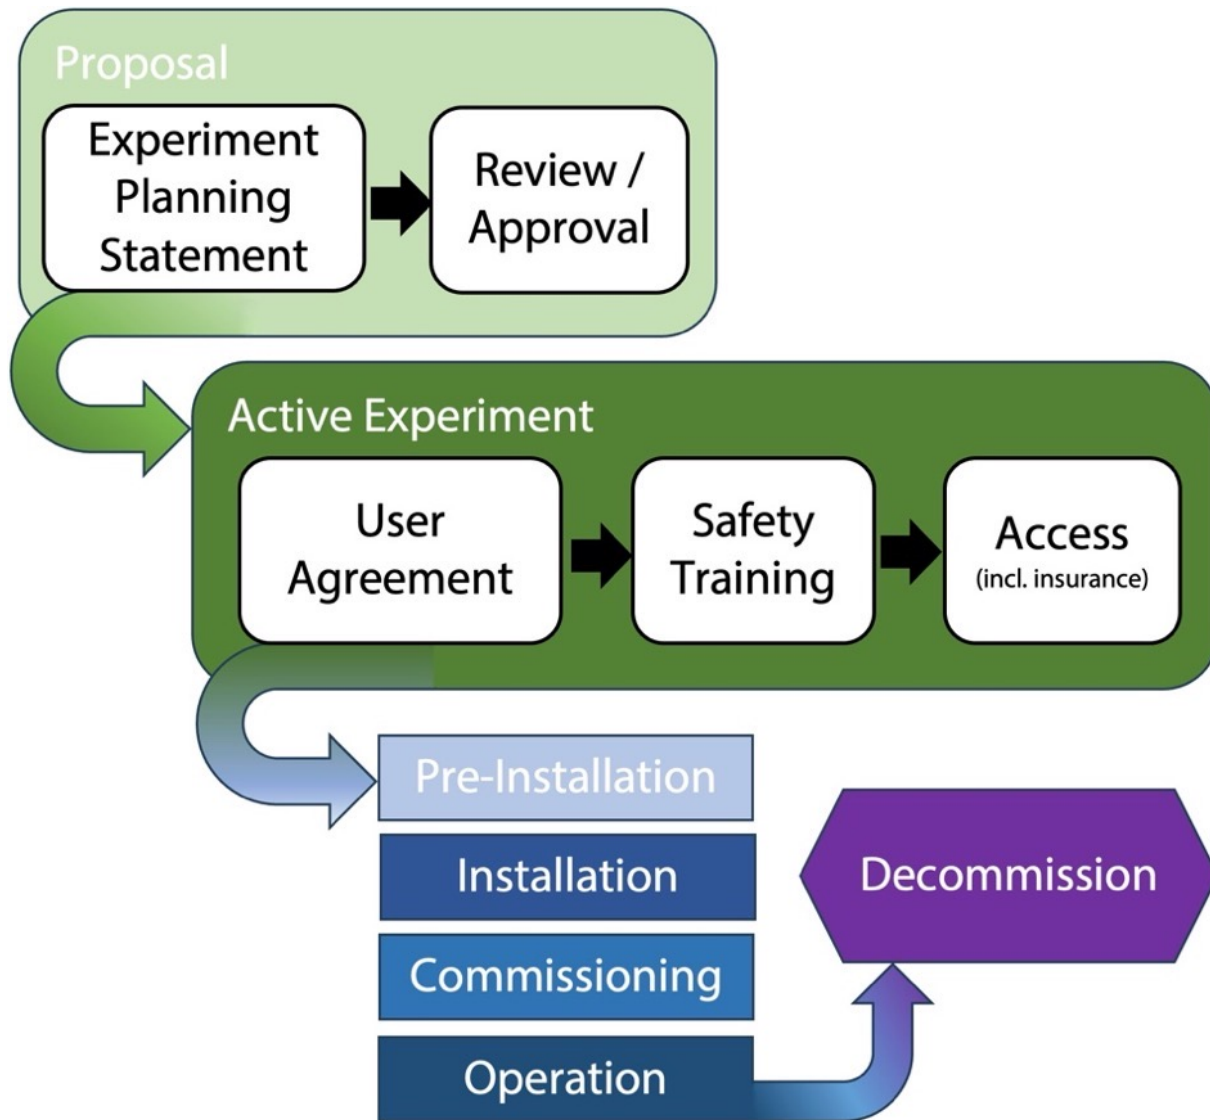 Proposal
Experiment
Planning
Statement
Review /
Approval
Active Experiment
User
Agreement
Safety
Training
Access
(incl. insurance)
Pre-Installation
Installation
Commissioning
Operation
Decommission